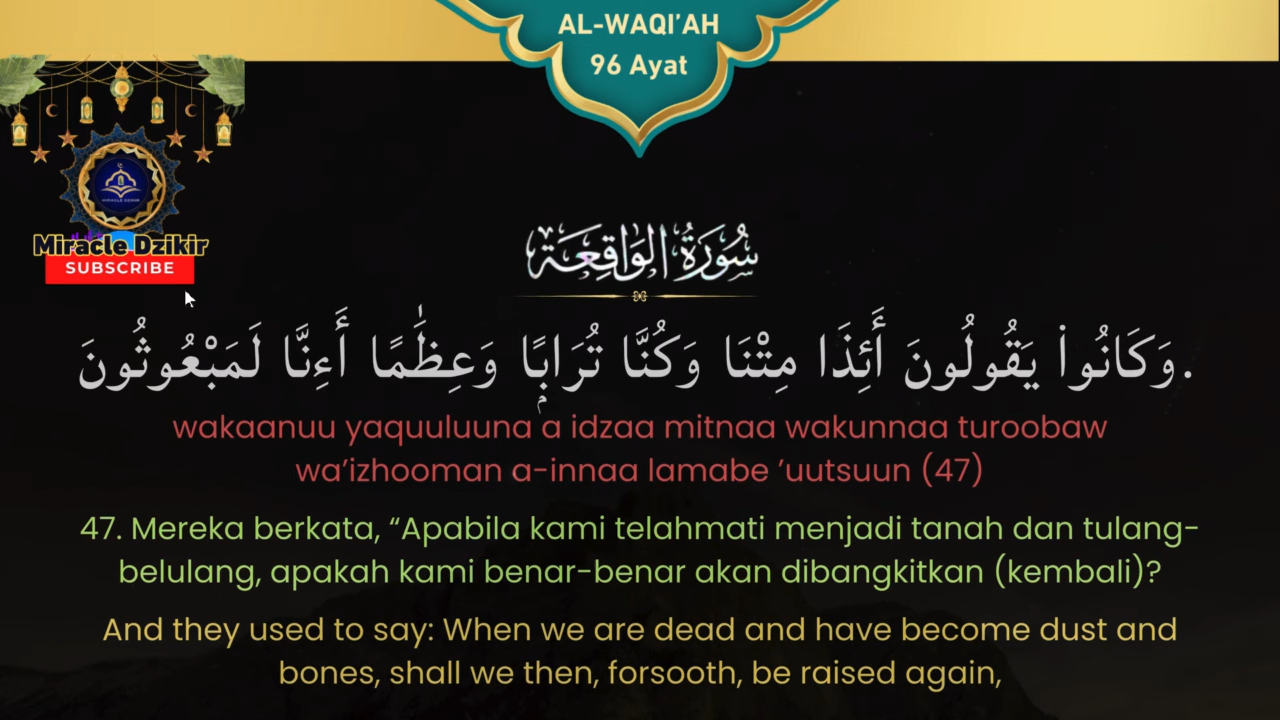 AL-WAQI’AH
96 Ayat
Miracle Dzikir
SUBSCRIBE
سُورَةُ الوَاقِعَة
.وَكَانُوا۟ يَقُولُونَ أَئِذَا مِتْنَا وَكُنَّا تُرَابًۭا وَعِظَٰمًا أَءِنَّا لَمَبْعُوثُونَ
wakaanuu yaquuluuna a idzaa mitnaa wakunnaa turoobaw
wa’izhooman a-innaa lamabe ’uutsuun (47)
47. Mereka berkata, “Apabila kami telahmati menjadi tanah dan tulang-
belulang, apakah kami benar-benar akan dibangkitkan (kembali)?
And they used to say: When we are dead and have become dust and
bones, shall we then, forsooth, be raised again,